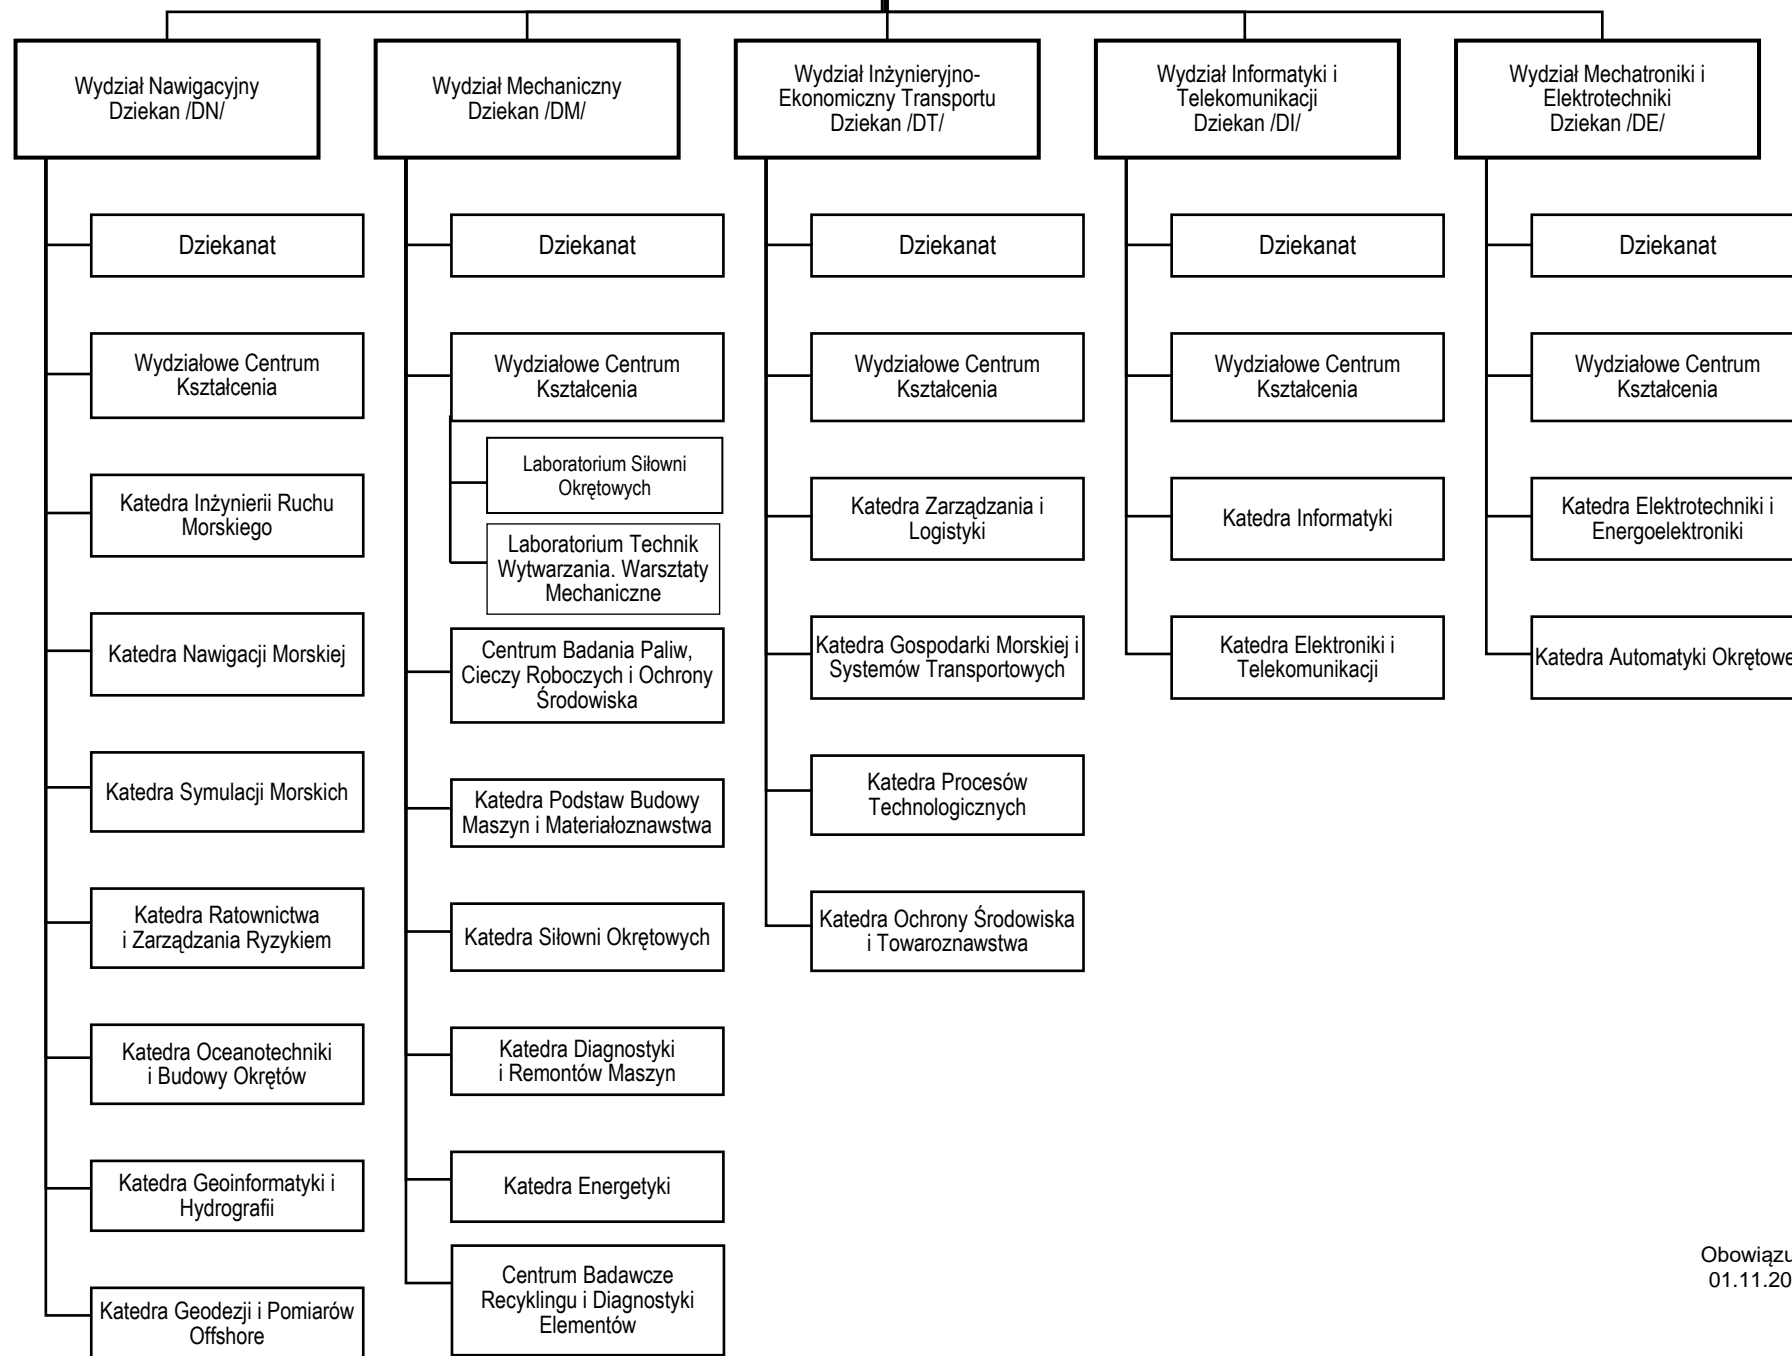 Wydział Nawigacyjny
Dziekan /DN/
Wydział Mechaniczny
Dziekan /DM/
Wydział Inżynieryjno-
Ekonomiczny Transportu
Dziekan /DT/
Wydział Informatyki i
Telekomunikacji
Dziekan /DI/
Wydział Mechatroniki i
Elektrotechniki
Dziekan /DE/
Dziekanat
Wydziałowe Centrum
Kształcenia
Katedra Inżynierii Ruchu
Morskiego
Katedra Nawigacji Morskiej
Katedra Symulacji Morskich
Katedra Ratownictwa
i Zarządzania Ryzykiem
Katedra Oceanotechniki
i Budowy Okrętów
Katedra Geoinformatyki i
Hydrografii
Katedra Geodezji i Pomiarów
Offshore
Dziekanat
Wydziałowe Centrum
Kształcenia
Laboratorium Siłowni
Okrętowych
Laboratorium Technik
Wytwarzania. Warsztaty
Mechaniczne
Centrum Badania Paliw,
Cieczy Roboczych i Ochrony
Środowiska
Katedra Podstaw Budowy
Maszyn i Materiałoznawstwa
Katedra Siłowni Okrętowych
Katedra Diagnostyki
i Remontów Maszyn
Katedra Energetyki
Centrum Badawcze
Recyklingu i Diagnostyki
Elementów
Dziekanat
Wydziałowe Centrum
Kształcenia
Katedra Zarządzania i
Logistyki
Katedra Gospodarki Morskiej i
Systemów Transportowych
Katedra Procesów
Technologicznych
Katedra Ochrony Środowiska
i Towaroznawstwa
Dziekanat
Wydziałowe Centrum
Kształcenia
Katedra Informatyki
Katedra Elektroniki i
Telekomunikacji
Dziekanat
Wydziałowe Centrum
Kształcenia
Katedra Elektrotechniki i
Energoelektroniki
Katedra Automatyki